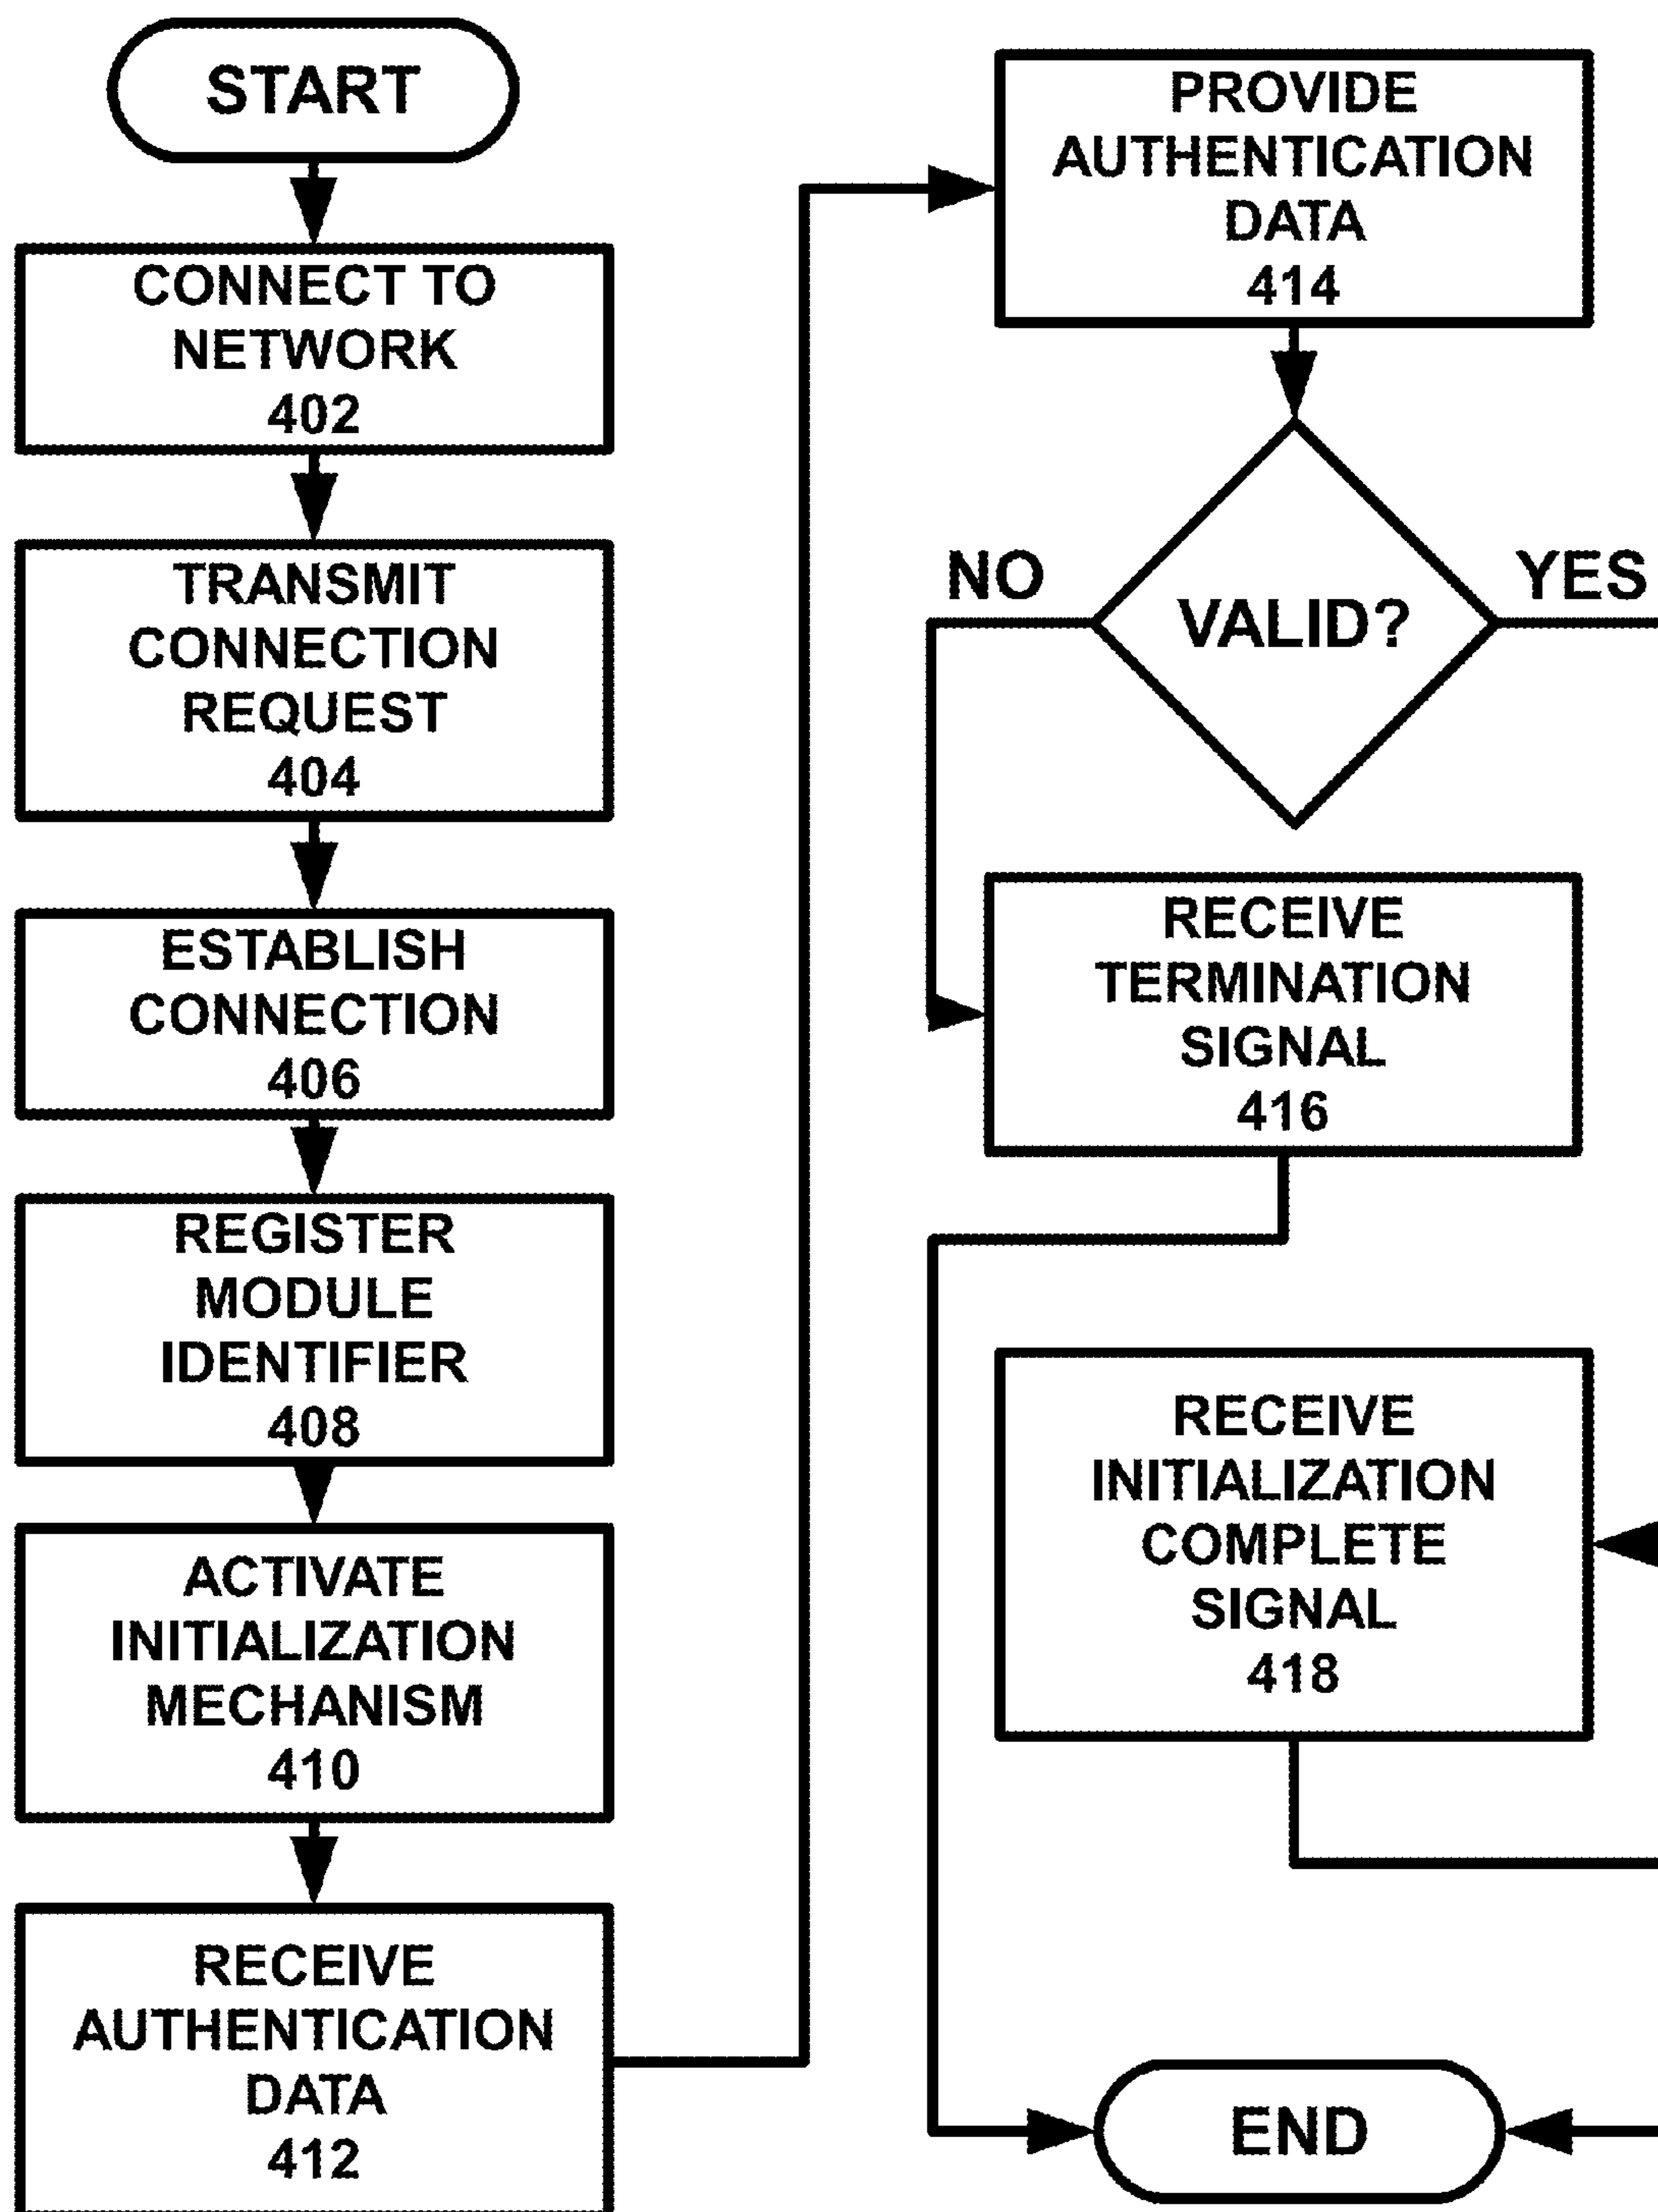 START
CONNECT TO
NETWORK
402
TRANSMIT
CONNECTION
REQUEST
404
ESTABLISH
CONNECTION
406
REGISTER
MODULE
IDENTIFIER
408
ACTIVATE
INITIALIZATION
MECHANISM
410
RECEIVE
AUTHENTICATION
DATA
412
PROVIDE
AUTHENTICATION
DATA
414
NO
YES
VALID?
RECEIVE
TERMINATION
SIGNAL
416
RECEIVE
INITIALIZATION
COMPLETE
SIGNAL
418
END